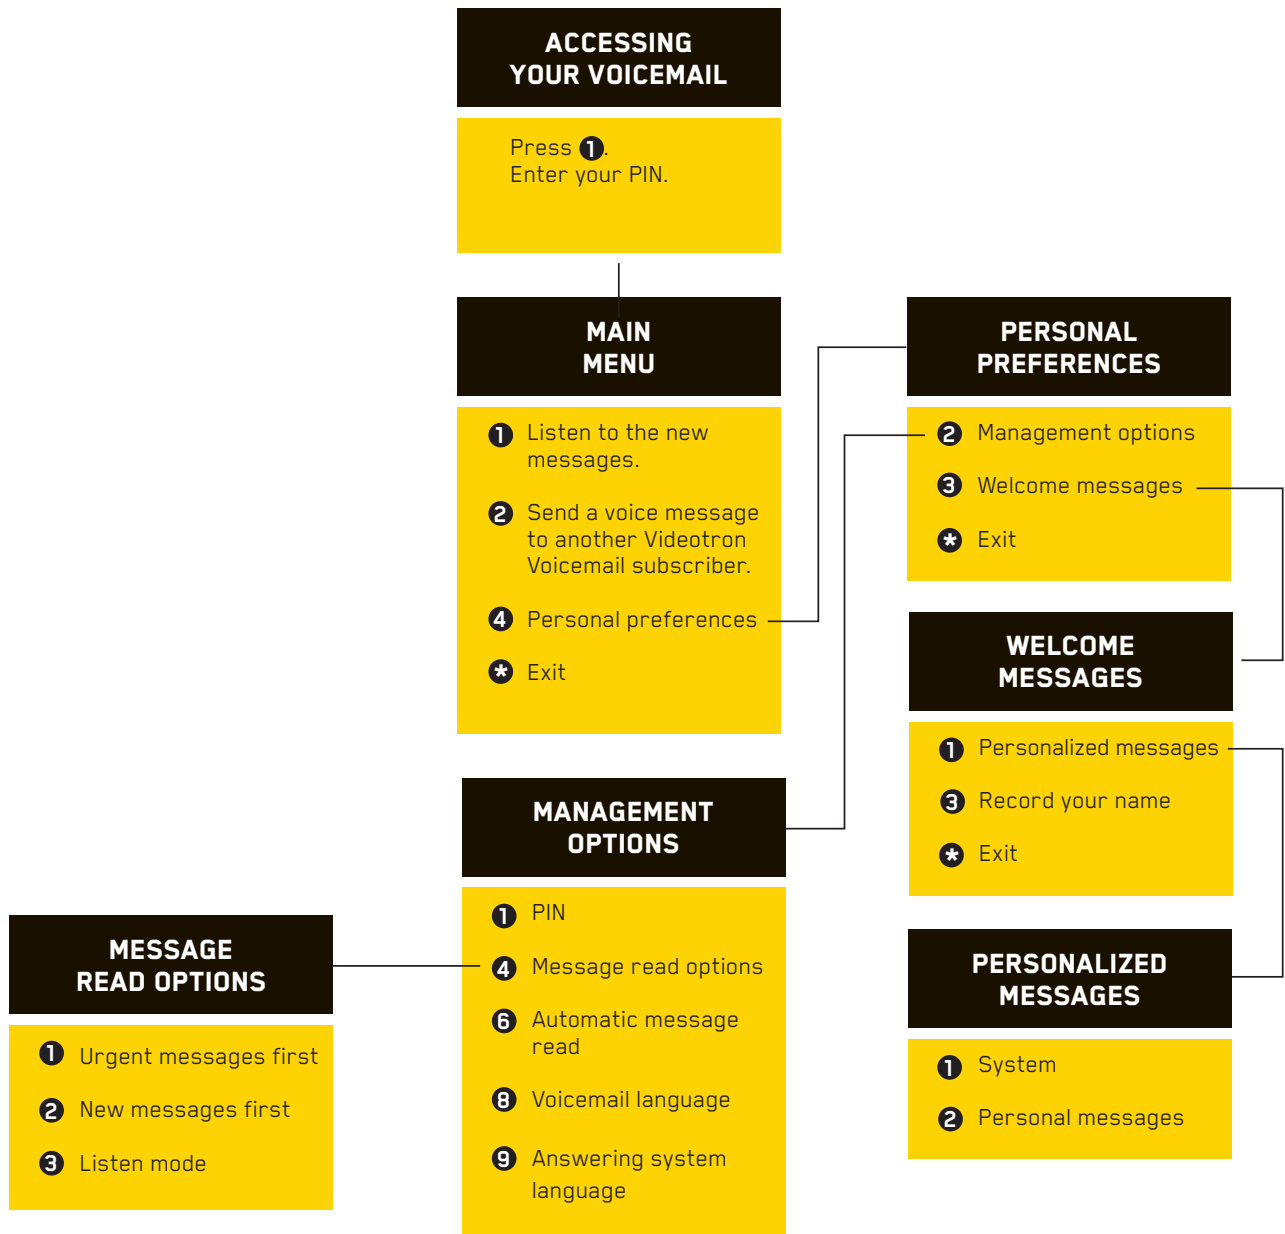 ACCESSING
YOUR VOICEMAIL
Press 1.
Enter your PIN.
MAIN
MENU
1 Listen to the new
messages.
2 Send a voice message
to another Videotron
Voicemail subscriber.
4 Personal preferences
* Exit
PERSONAL
PREFERENCES
2 Management options
3 Welcome messages
* Exit
WELCOME
MESSAGES
1 Personalized messages
3 Record your name
* Exit
MANAGEMENT
OPTIONS
1 PIN
4 Message read options
6 Automatic message
read
8 Voicemail language
9 Answering system
language
MESSAGE
READ OPTIONS
1 Urgent messages first
2 New messages first
3 Listen mode
PERSONALIZED
MESSAGES
1 System
2 Personal messages